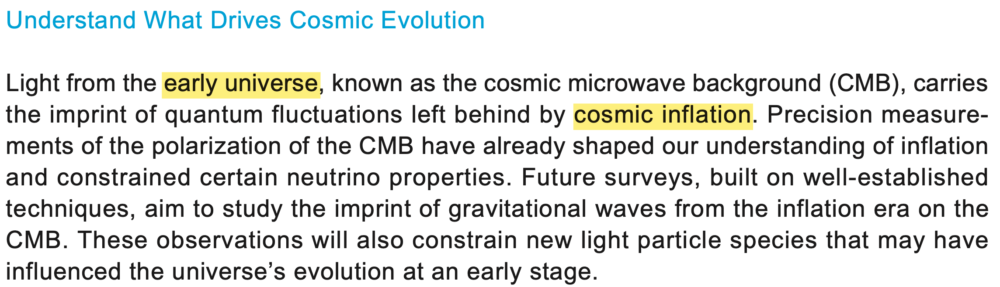 Understand What Drives Cosmic Evolution
Light from the early universe, known as the cosmic microwave background (CMB), carries
the imprint of quantum fluctuations left behind by cosmic inflation. Precision measure-
ments of the polarization of the CMB have already shaped our understanding of inflation
and constrained certain neutrino properties. Future surveys, built on well-established
techniques, aim to study the imprint of gravitational waves from the inflation era on the
CMB. These observations will also constrain new light particle species that may have
influenced the universe’s evolution at an early stage.